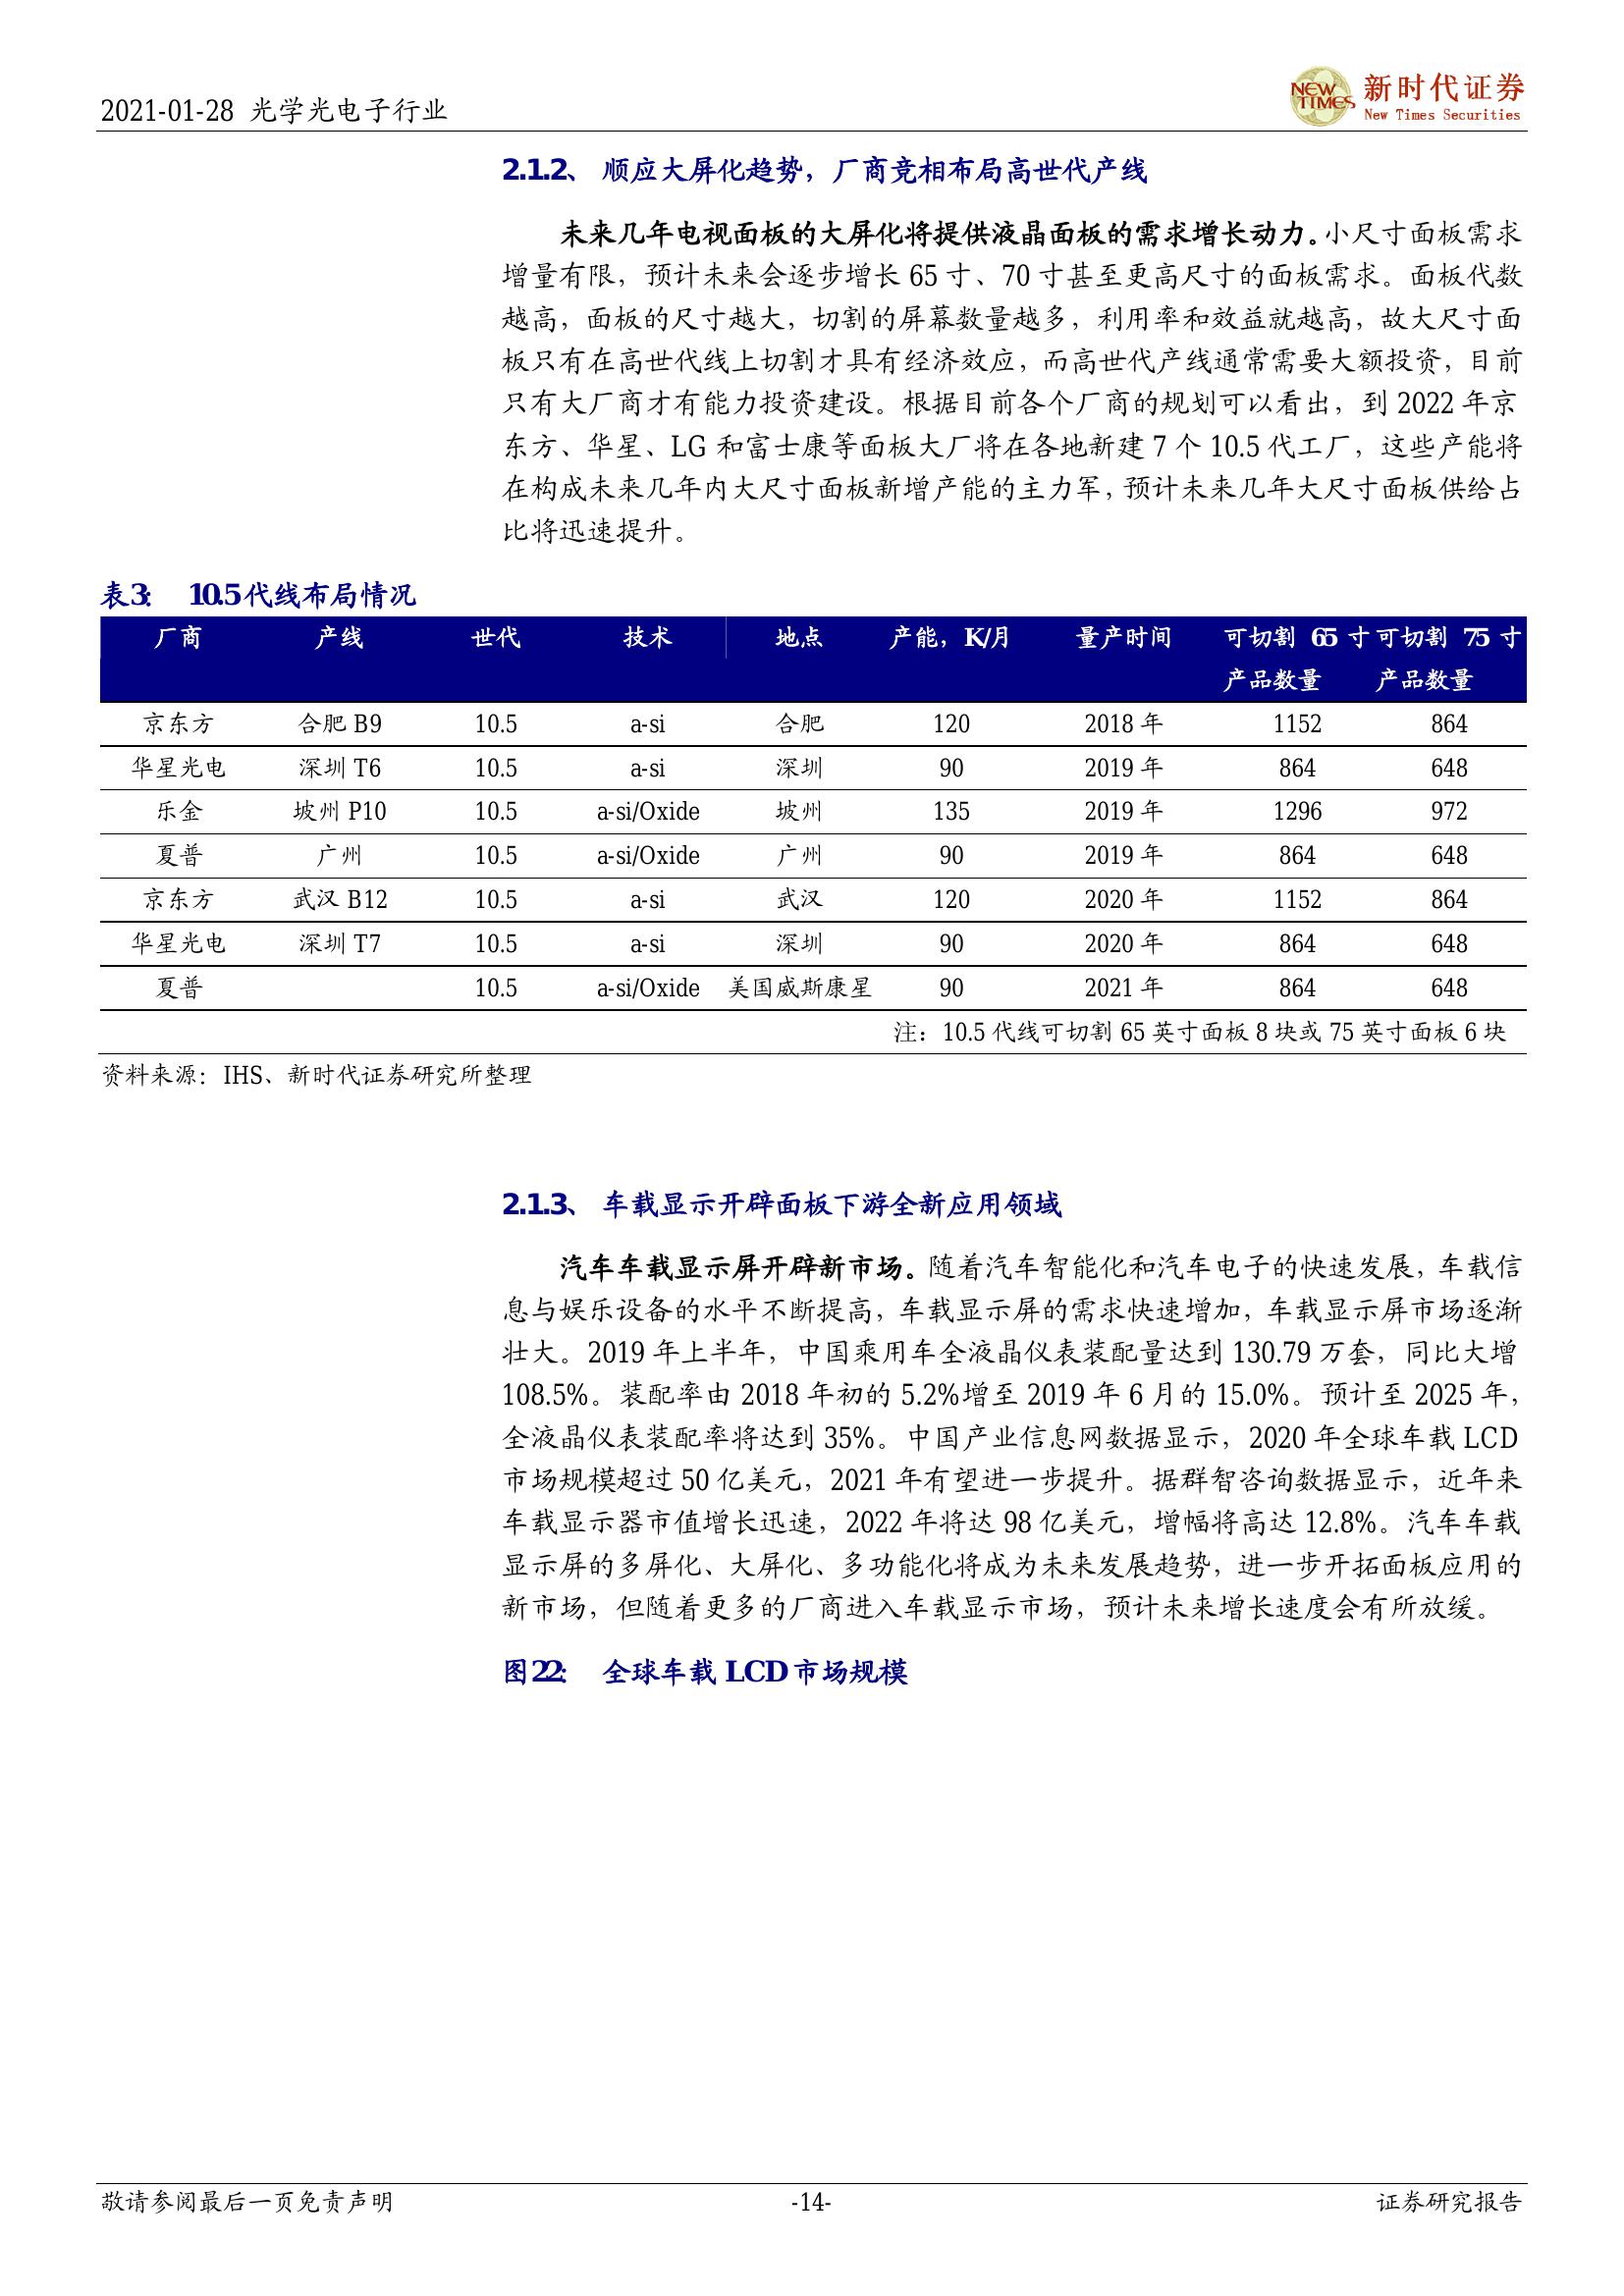 2021-01-28 光学光电子行业
NEW TIMES 新时代证券
New Times Securities
2.1.2、 顺应大屏化趋势，厂商竞相布局高世代产线
未来几年电视面板的大屏化将提供液晶面板的需求增长动力。小尺寸面板需求
增量有限，预计未来会逐步增长 65 寸、70 寸甚至更高尺寸的面板需求。面板代数
越高，面板的尺寸越大，切割的屏幕数量越多，利用率和效益就越高，故大尺寸面
板只有在高世代线上切割才具有经济效应，而高世代产线通常需要大额投资，目前
只有大厂商才有能力投资建设。根据目前各个厂商的规划可以看出，到 2022 年京
东方、华星、LG 和富士康等面板大厂将在各地新建 7 个 10.5 代工厂，这些产能将
在构成未来几年内大尺寸面板新增产能的主力军，预计未来几年大尺寸面板供给占
比将迅速提升。
表3： 10.5代线布局情况
厂商 产线 世代 技术 地点 产能，K/月 量产时间 可切割 65 寸 可切割 75 寸
产品数量 产品数量
京东方 合肥 B9 10.5 a-si 合肥 120 2018 年 1152 864
华星光电 深圳 T6 10.5 a-si 深圳 90 2019 年 864 648
乐金 坡州 P10 10.5 a-si/Oxide 坡州 135 2019 年 1296 972
夏普 广州 10.5 a-si/Oxide 广州 90 2019 年 864 648
京东方 武汉 B12 10.5 a-si 武汉 120 2020 年 1152 864
华星光电 深圳 T7 10.5 a-si 深圳 90 2020 年 864 648
夏普 10.5 a-si/Oxide 美国威斯康星 90 2021 年 864 648
注：10.5 代线可切割 65 英寸面板 8 块或 75 英寸面板 6 块
资料来源：IHS、新时代证券研究所整理
2.1.3、 车载显示开辟面板下游全新应用领域
汽车车载显示屏开辟新市场。随着汽车智能化和汽车电子的快速发展，车载信
息与娱乐设备的水平不断提高，车载显示屏的需求快速增加，车载显示屏市场逐渐
壮大。2019 年上半年，中国乘用车全液晶仪表装配量达到 130.79 万套，同比大增
108.5%。装配率由 2018 年初的 5.2%增至 2019 年 6 月的 15.0%。预计至 2025 年，
全液晶仪表装配率将达到 35%。中国产业信息网数据显示，2020 年全球车载 LCD
市场规模超过 50 亿美元，2021 年有望进一步提升。据群智咨询数据显示，近年来
车载显示器市值增长迅速，2022 年将达 98 亿美元，增幅将高达 12.8%。汽车车载
显示屏的多屏化、大屏化、多功能化将成为未来发展趋势，进一步开拓面板应用的
新市场，但随着更多的厂商进入车载显示市场，预计未来增长速度会有所放缓。
图22： 全球车载 LCD 市场规模
敬请参阅最后一页免责声明 -14- 证券研究报告